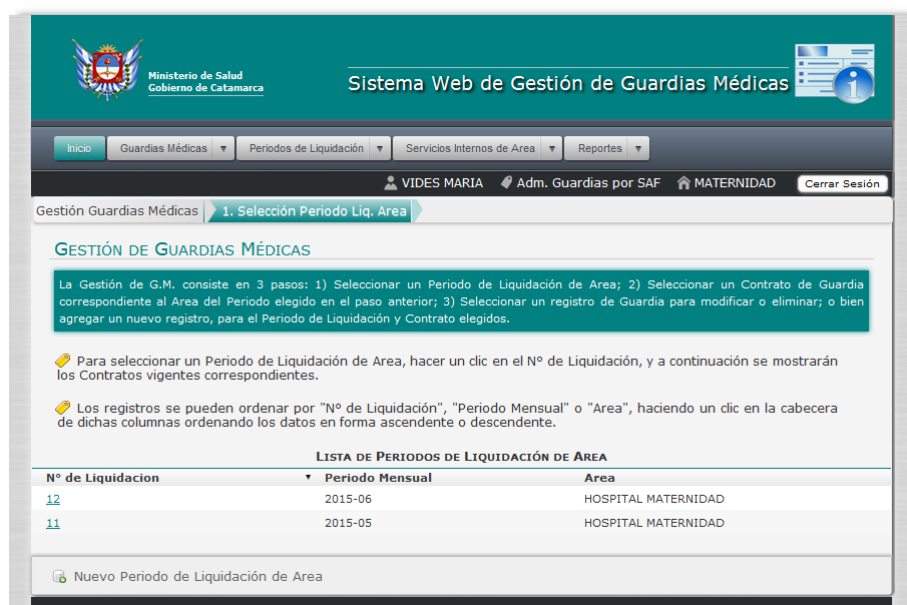 Ministerio de Salud
Gobierno de Catamarca
Sistema Web de Gestión de Guardias Médicas
Inicio
Guardias Médicas
Periodos de Liquidación
Servicios Internos de Area
Reportes
VIDES MARIA
Adm. Guardias por SAF
MATERNIDAD
Cerrar Sesión
Gestión Guardias Médicas
1. Selección Periodo Liq. Area
GESTIÓN DE GUARDIAS MÉDICAS
La Gestión de G.M. consiste en 3 pasos: 1) Seleccionar un Periodo de Liquidación de Area; 2) Seleccionar un Contrato de Guardia
correspondiente al Area del Periodo elegido en el paso anterior; 3) Seleccionar un registro de Guardia para modificar o eliminar; o bien
agregar un nuevo registro, para el Periodo de Liquidación y Contrato elegidos.
Para seleccionar un Periodo de Liquidación de Area, hacer un clic en el Nº de Liquidación, y a continuación se mostrarán
los Contratos vigentes correspondientes.
Los registros se pueden ordenar por "Nº de Liquidación", "Periodo Mensual" o "Area", haciendo un clic en la cabecera
de dichas columnas ordenando los datos en forma ascendente o descendente.
LISTA DE PERIODOS DE LIQUIDACIÓN DE AREA
Nº de Liquidacion Periodo Mensual Area
12 2015-06 HOSPITAL MATERNIDAD
11 2015-05 HOSPITAL MATERNIDAD
Nuevo Periodo de Liquidación de Area